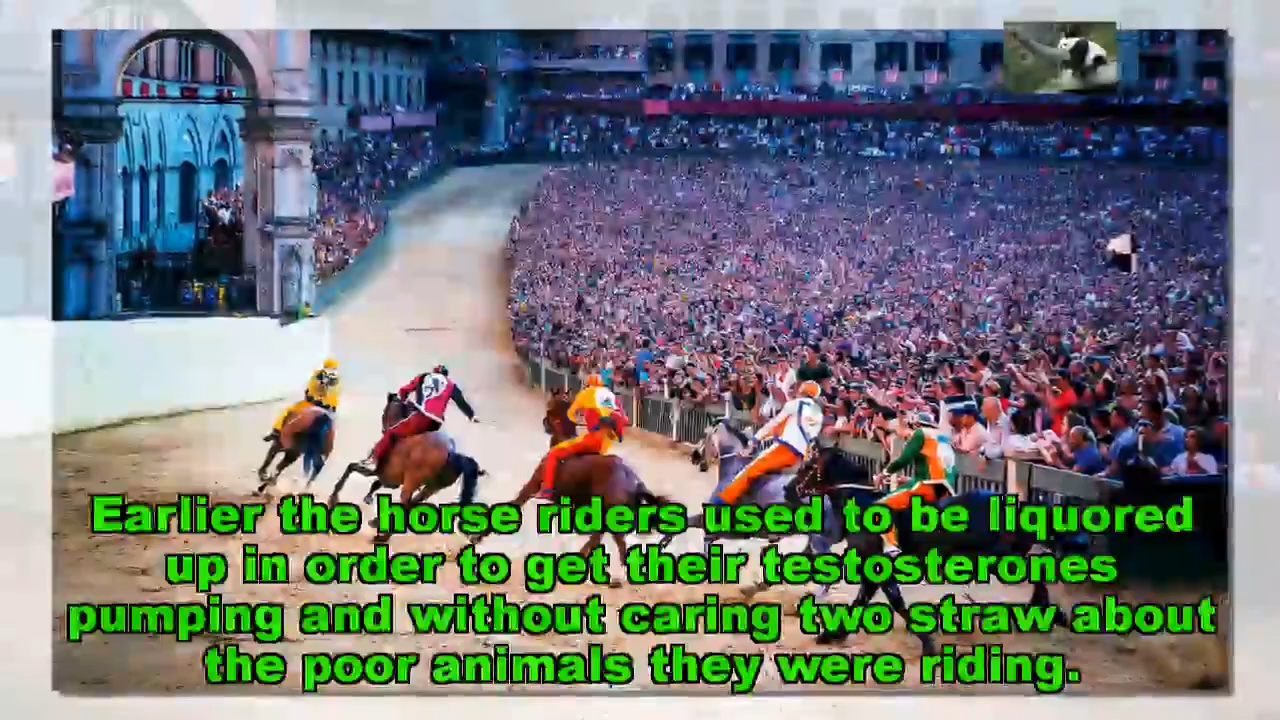 Earlier the horse riders used to be liquored
up in order to get their testosterones
pumping and without caring two straw about
the poor animals they were riding.